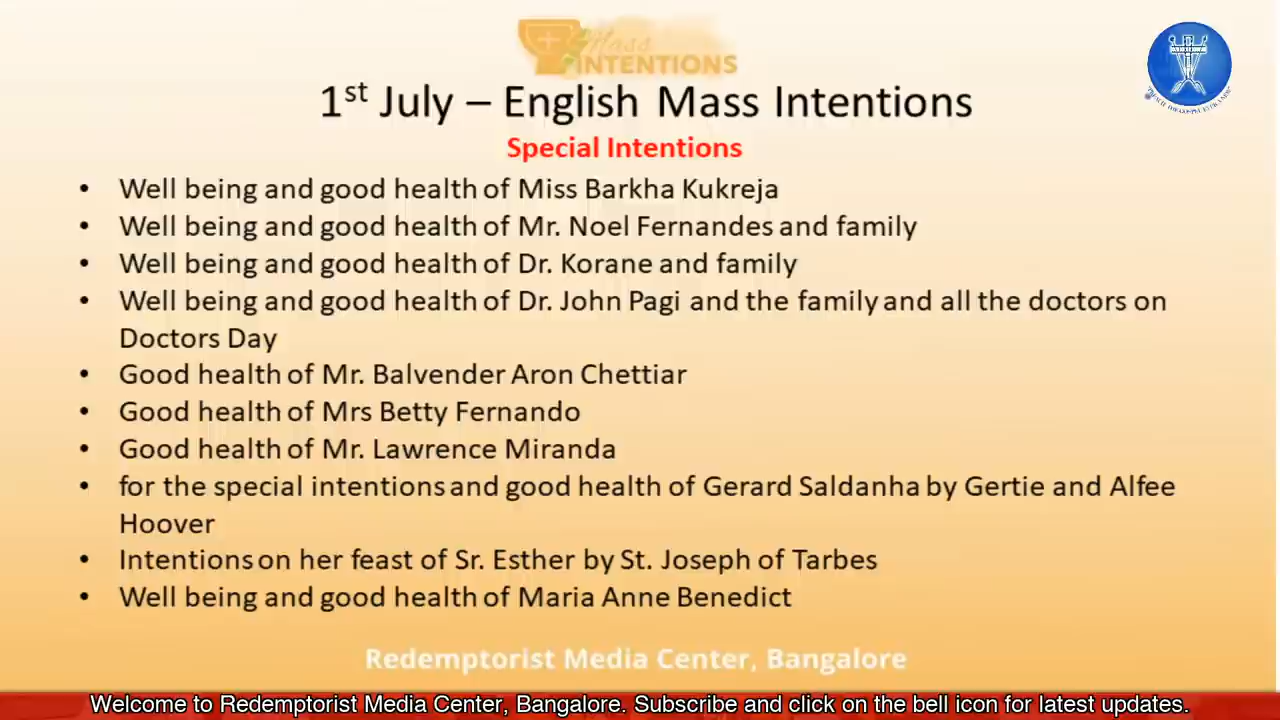 Mass
INTENTIONS
1st July – English Mass Intentions
Special Intentions
• Well being and good health of Miss Barkha Kukreja
• Well being and good health of Mr. Noel Fernandes and family
• Well being and good health of Dr. Korane and family
• Well being and good health of Dr. John Pagi and the family and all the doctors on
Doctors Day
• Good health of Mr. Balvender Aron Chettiar
• Good health of Mrs Betty Fernando
• Good health of Mr. Lawrence Miranda
• for the special intentions and good health of Gerard Saldanha by Gertie and Alfee
Hoover
• Intentions on her feast of Sr. Esther by St. Joseph of Tarbes
• Well being and good health of Maria Anne Benedict
Redemptorist Media Center, Bangalore
Welcome to Redemptorist Media Center, Bangalore. Subscribe and click on the bell icon for latest updates.